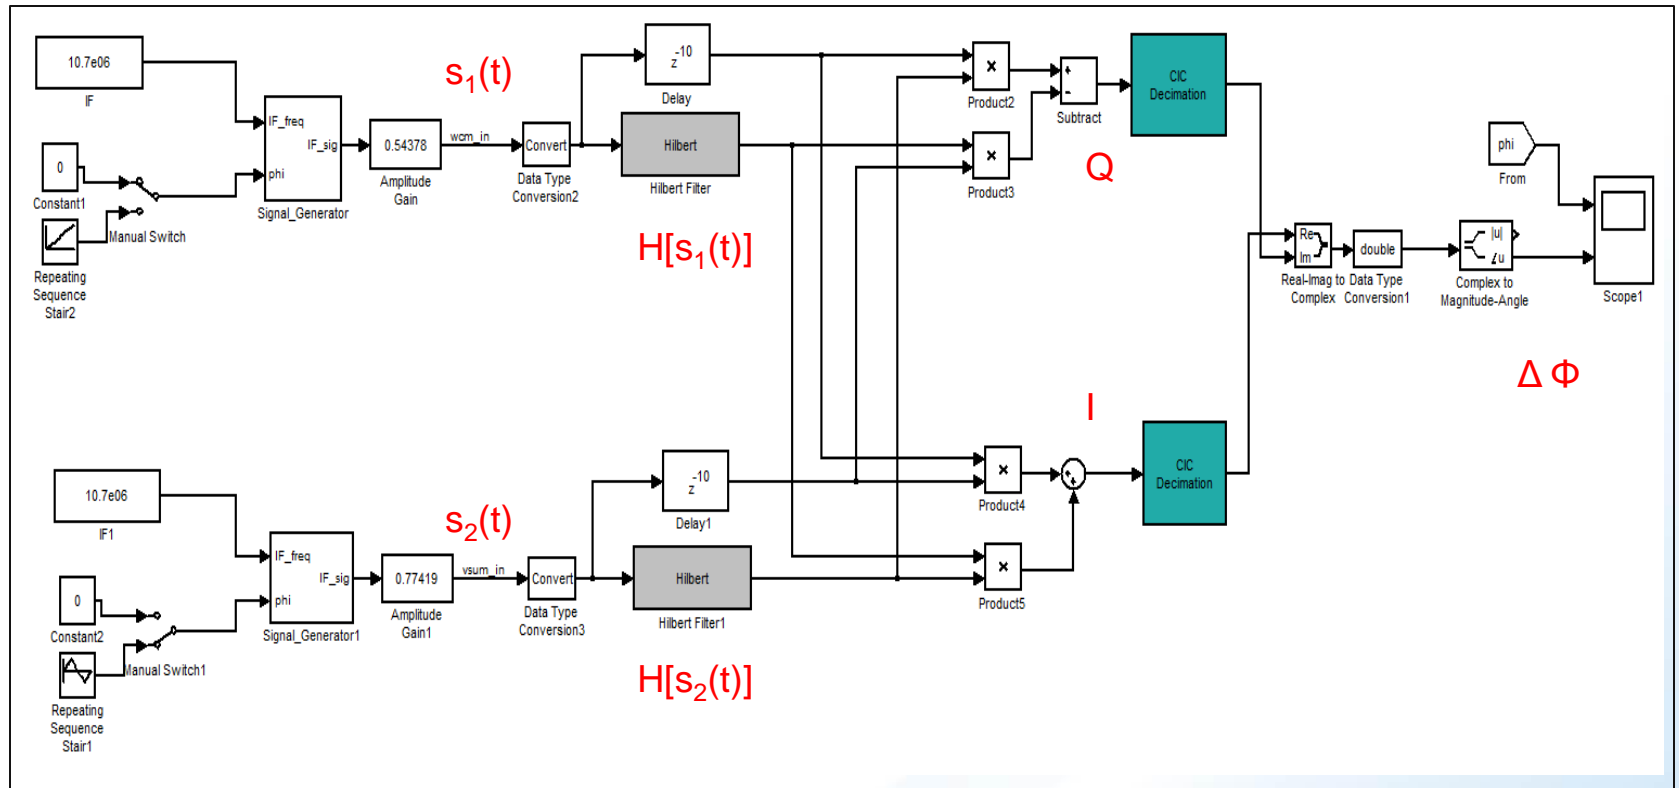 10.7e06
IF
0
Constant1
Repeating
Sequence
Stair2
Manual Switch
IF_freq
IF_sig
phi
Signal_Generator
0.54378
Amplitude
Gain
s1(t)
wcm_in
Convert
Data Type
Conversion2
z-10
Delay
Hilbert
Hilbert Filter
H[s1(t)]
×
Product2
×
Product3
+
-
Subtract
Q
CIC
Decimation
phi
From
Re
Im
Real-Imag to
Complex
double
Data Type
Conversion1
|u|
∠u
Complex to
Magnitude-Angle
Scope1
Δ Φ
10.7e06
IF1
0
Constant2
Repeating
Sequence
Stair1
Manual Switch1
IF_freq
IF_sig
phi
Signal_Generator1
0.77419
Amplitude
Gain1
s2(t)
vsum_in
Convert
Data Type
Conversion3
z-10
Delay1
Hilbert
Hilbert Filter1
H[s2(t)]
×
Product4
×
Product5
+
+
I
CIC
Decimation